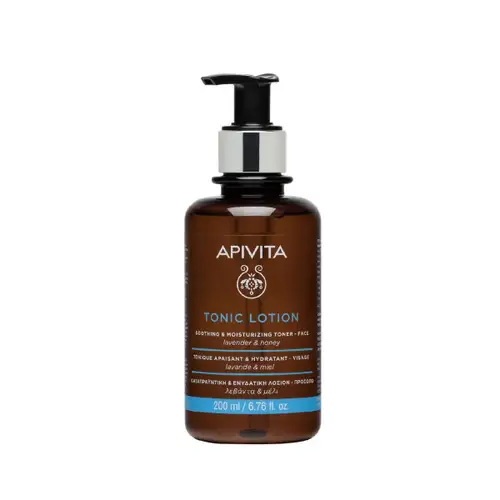 APIVITA
TONIC LOTION
SOOTHING & MOISTURIZING TONER - FACE
lavender & honey
TONIQUE APAISANT & HYDRATANT - VISAGE
lavande & miel
ΚΑΤΑΠΡΑΫΝΤΙΚΗ & ΕΝΥΔΑΤΙΚΗ ΛΟΣΙΟΝ - ΠΡΟΣΩΠΟ
λεβάντα & μέλι
200 ml / 6.76 fl. oz.